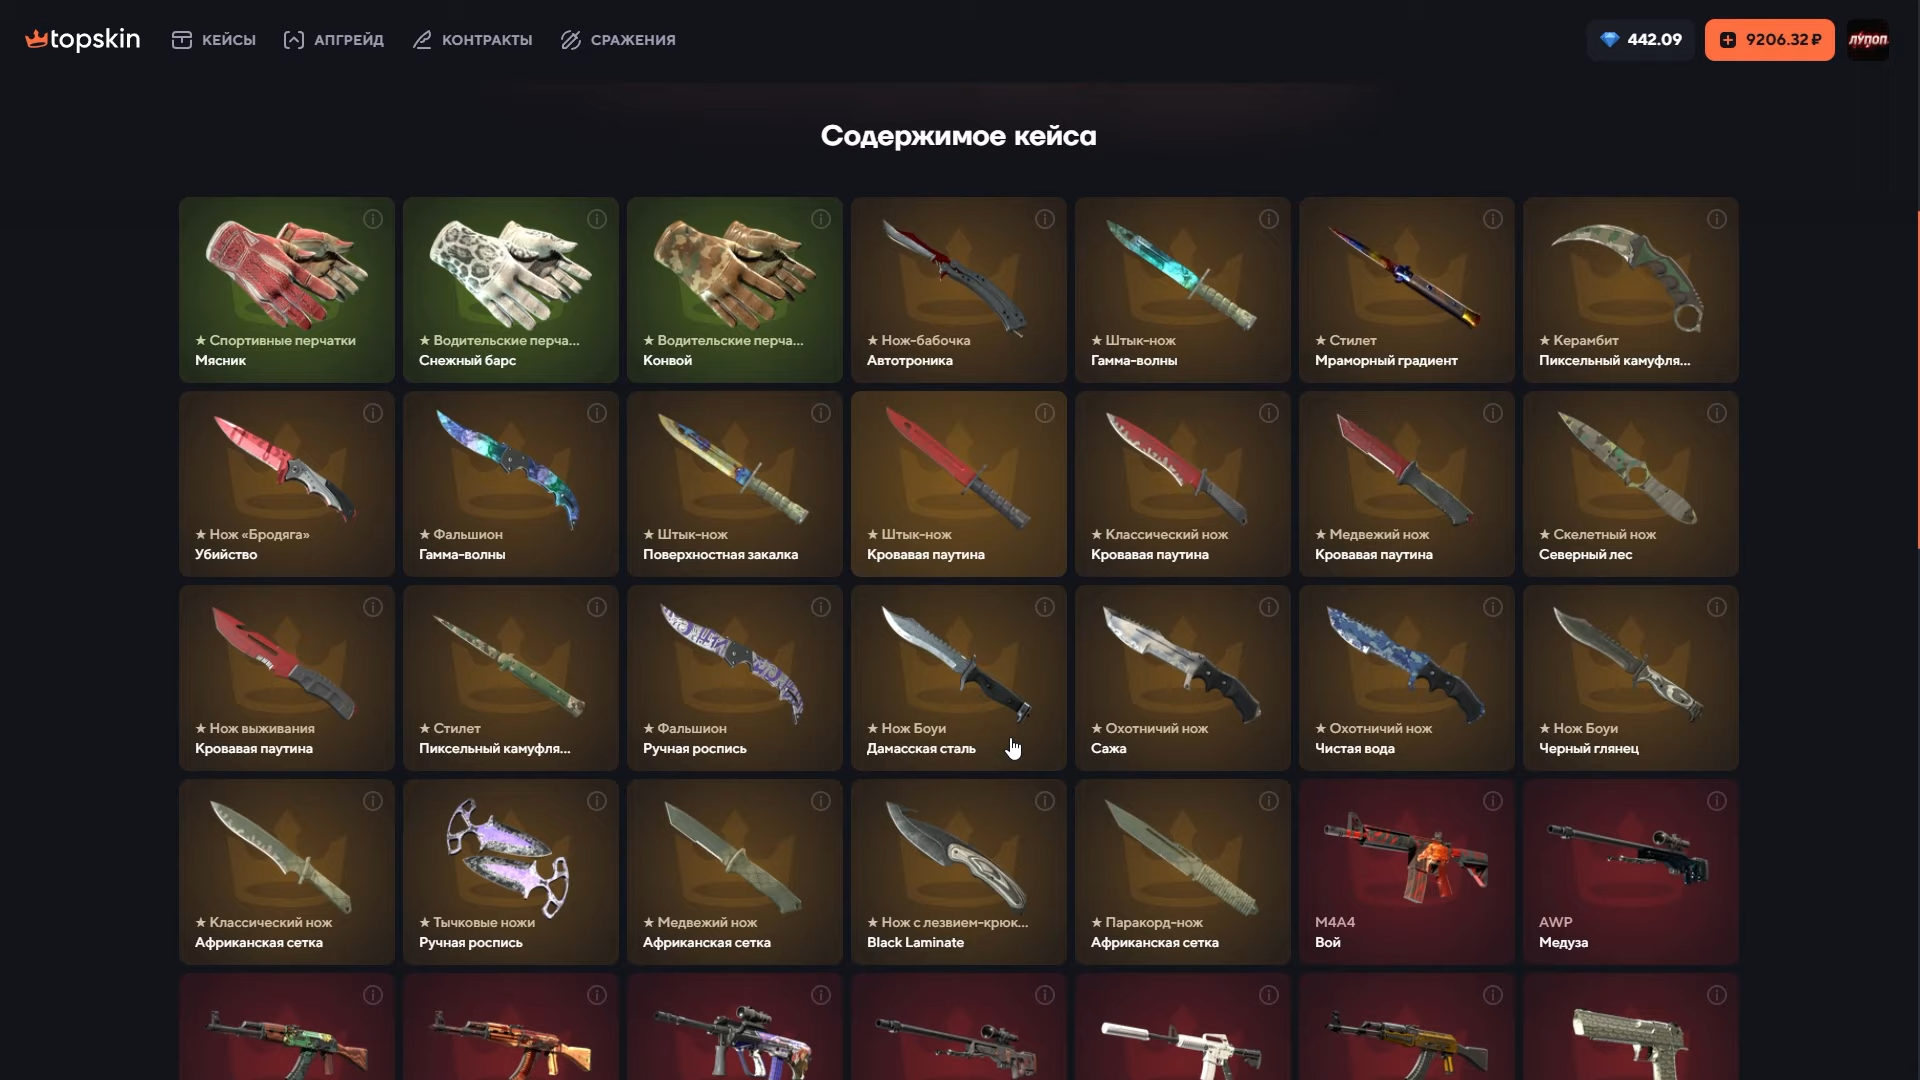 topskin
КЕЙСЫ
АПГРЕЙД
КОНТРАКТЫ
СРАЖЕНИЯ
442.09
9206.32 ₽
ЛУПОП
Содержимое кейса
★ Спортивные перчатки
Мясник
★ Водительские перча...
Снежный барс
★ Водительские перча...
Конвой
★ Нож-бабочка
Автотроника
★ Штык-нож
Гамма-волны
★ Стилет
Мраморный градиент
★ Керамбит
Пиксельный камуфля...
★ Нож «Бродяга»
Убийство
★ Фальшион
Гамма-волны
★ Штык-нож
Поверхностная закалка
★ Штык-нож
Кровавая паутина
★ Классический нож
Кровавая паутина
★ Медвежий нож
Кровавая паутина
★ Скелетный нож
Северный лес
★ Нож выживания
Кровавая паутина
★ Стилет
Пиксельный камуфля...
★ Фальшион
Ручная роспись
★ Нож Боуи
Дамасская сталь
★ Охотничий нож
Сажа
★ Охотничий нож
Чистая вода
★ Нож Боуи
Черный глянец
★ Классический нож
Африканская сетка
★ Тычковые ножи
Ручная роспись
★ Медвежий нож
Африканская сетка
★ Нож с лезвием-крюк...
Black Laminate
★ Паракорд-нож
Африканская сетка
M4A4
Вой
AWP
Медуза